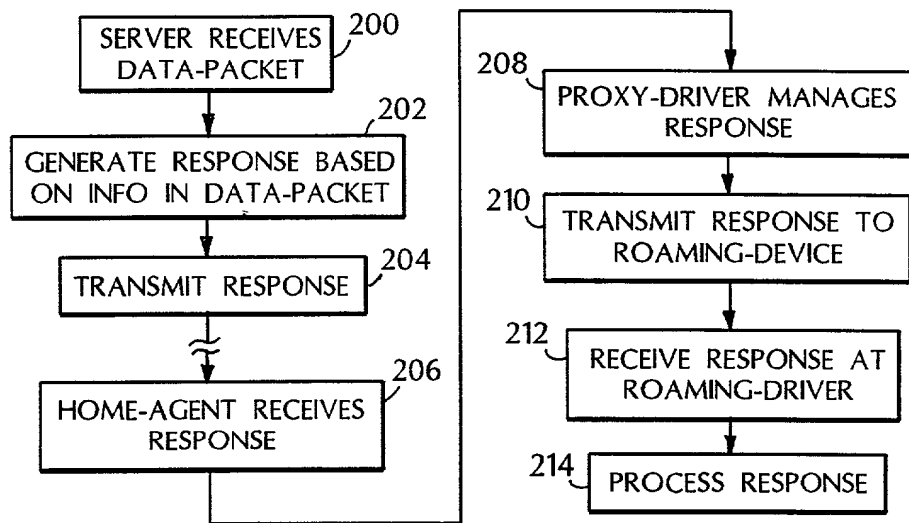 200
SERVER RECEIVES
DATA-PACKET
202
GENERATE RESPONSE BASED
ON INFO IN DATA-PACKET
204
TRANSMIT RESPONSE
206
HOME-AGENT RECEIVES
RESPONSE
208
PROXY-DRIVER MANAGES
RESPONSE
210
TRANSMIT RESPONSE TO
ROAMING-DEVICE
212
RECEIVE RESPONSE AT
ROAMING-DRIVER
214
PROCESS RESPONSE